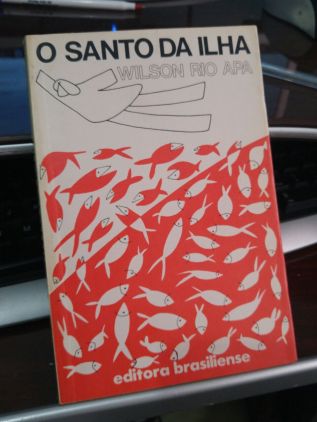 O SANTO DA ILHA
WILSON RIO APA
editora brasiliense